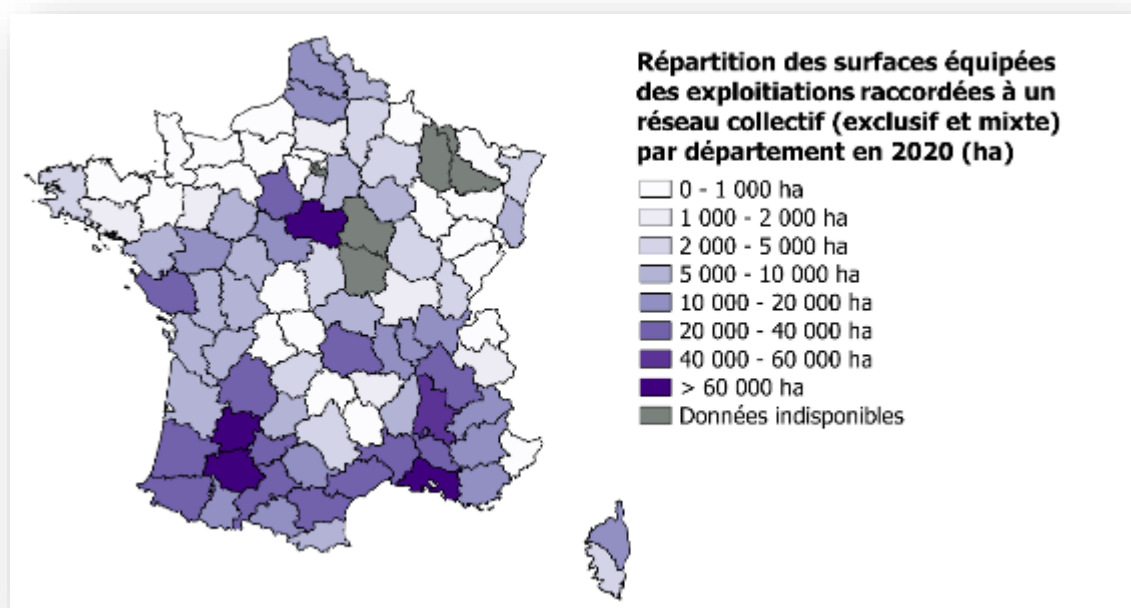 Répartition des surfaces équipées
des exploitiations raccordées à un
réseau collectif (exclusif et mixte)
par département en 2020 (ha)
0 - 1 000 ha
1 000 - 2 000 ha
2 000 - 5 000 ha
5 000 - 10 000 ha
10 000 - 20 000 ha
20 000 - 40 000 ha
40 000 - 60 000 ha
> 60 000 ha
Données indisponibles